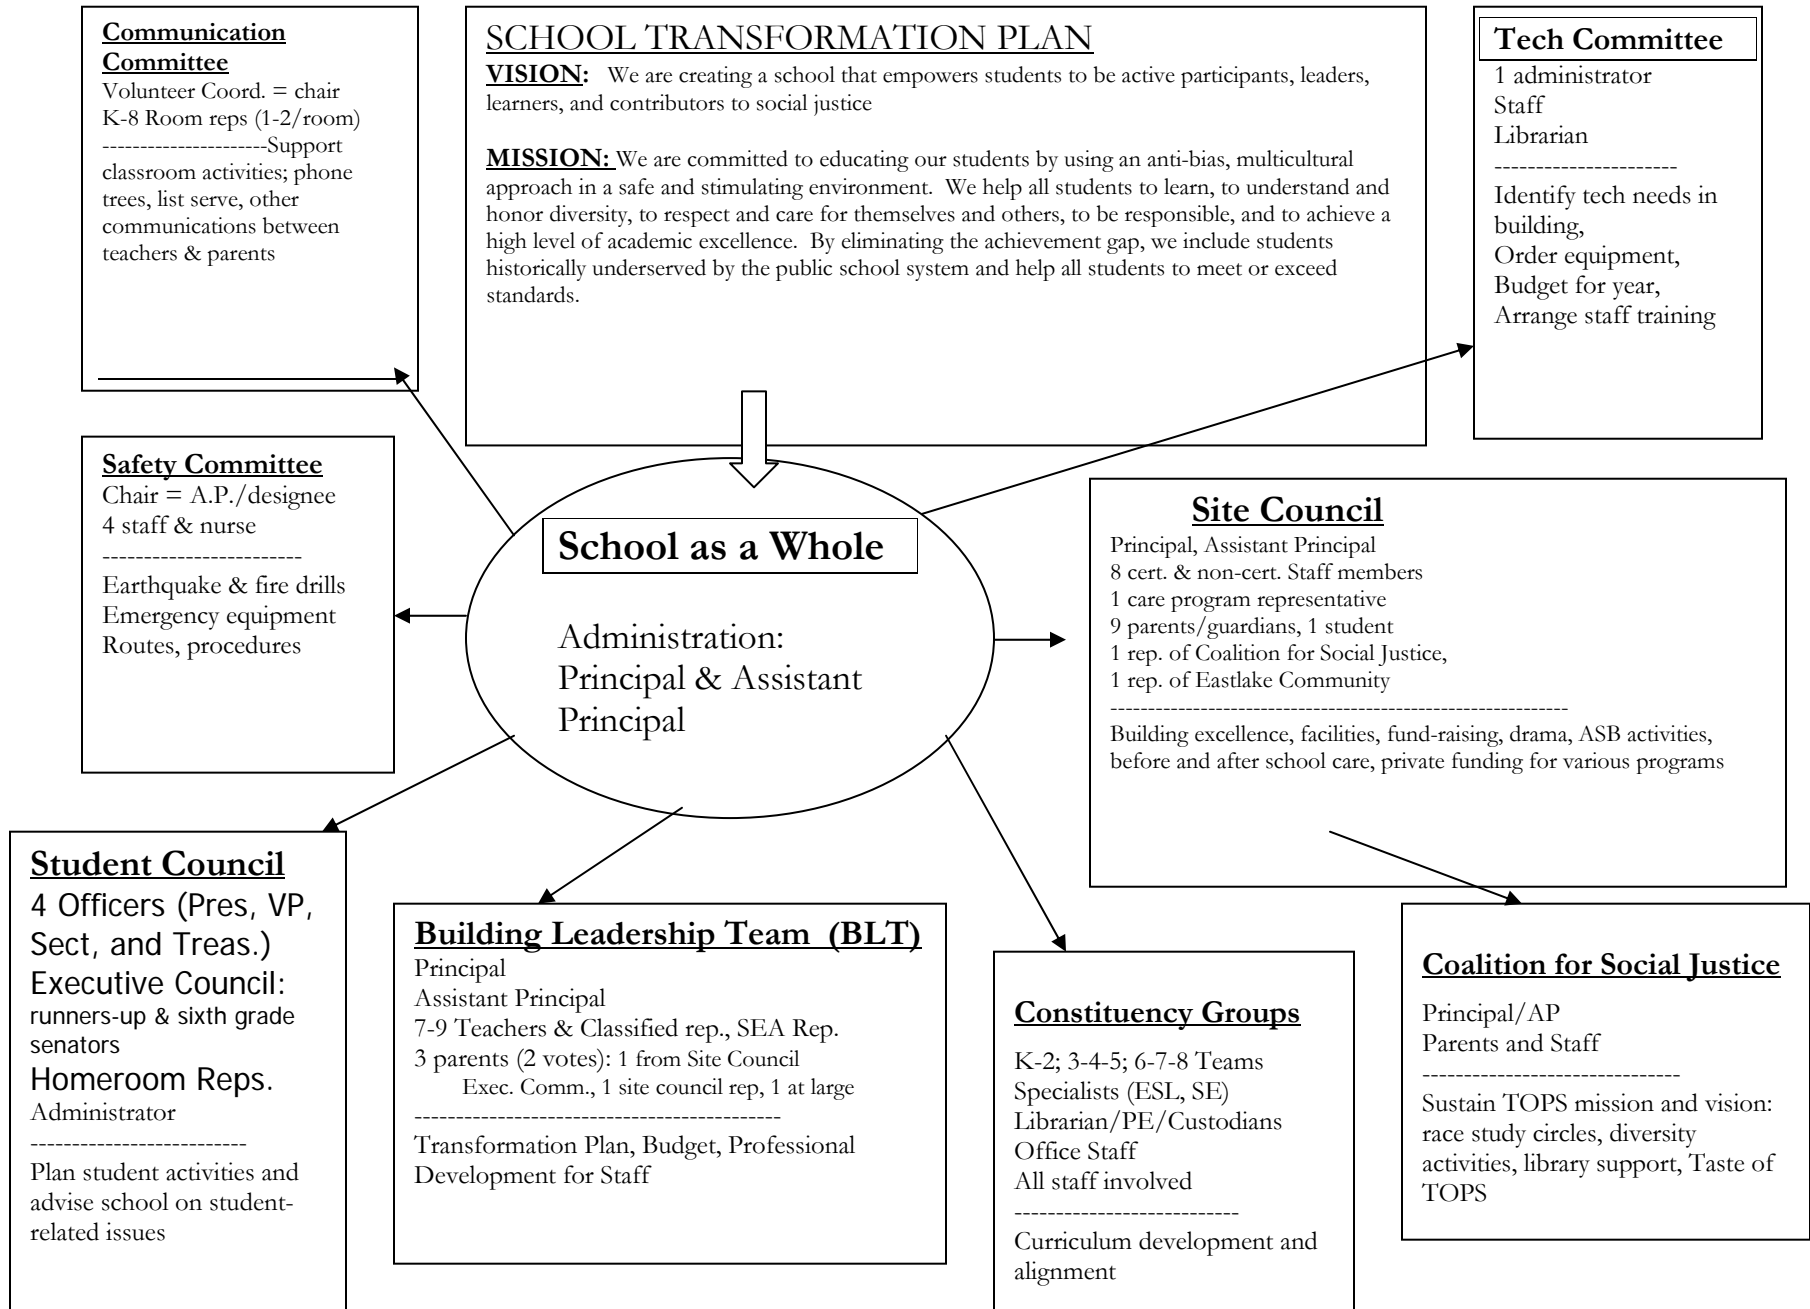 Communication
Committee
Volunteer Coord. = chair
K-8 Room reps (1-2/room)
----------------------Support
classroom activities; phone
trees, list serve, other
communications between
teachers & parents
SCHOOL TRANSFORMATION PLAN
VISION: We are creating a school that empowers students to be active participants, leaders,
learners, and contributors to social justice
MISSION: We are committed to educating our students by using an anti-bias, multicultural
approach in a safe and stimulating environment. We help all students to learn, to understand and
honor diversity, to respect and care for themselves and others, to be responsible, and to achieve a
high level of academic excellence. By eliminating the achievement gap, we include students
historically underserved by the public school system and help all students to meet or exceed
standards.
Tech Committee
1 administrator
Staff
Librarian
----------------------
Identify tech needs in
building,
Order equipment,
Budget for year,
Arrange staff training
Safety Committee
Chair = A.P./designee
4 staff & nurse
------------------------
Earthquake & fire drills
Emergency equipment
Routes, procedures
School as a Whole
Administration:
Principal & Assistant
Principal
Site Council
Principal, Assistant Principal
8 cert. & non-cert. Staff members
1 care program representative
9 parents/guardians, 1 student
1 rep. of Coalition for Social Justice,
1 rep. of Eastlake Community
-------------------------------------------------------------
Building excellence, facilities, fund-raising, drama, ASB activities,
before and after school care, private funding for various programs
Student Council
4 Officers (Pres, VP,
Sect, and Treas.)
Executive Council:
runners-up & sixth grade
senators
Homeroom Reps.
Administrator
--------------------------
Plan student activities and
advise school on student-
related issues
Building Leadership Team (BLT)
Principal
Assistant Principal
7-9 Teachers & Classified rep., SEA Rep.
3 parents (2 votes): 1 from Site Council
Exec. Comm., 1 site council rep, 1 at large
--------------------------------------------
Transformation Plan, Budget, Professional
Development for Staff
Constituency Groups
K-2; 3-4-5; 6-7-8 Teams
Specialists (ESL, SE)
Librarian/PE/Custodians
Office Staff
All staff involved
---------------------------
Curriculum development and
alignment
Coalition for Social Justice
Principal/AP
Parents and Staff
-------------------------------
Sustain TOPS mission and vision:
race study circles, diversity
activities, library support, Taste of
TOPS